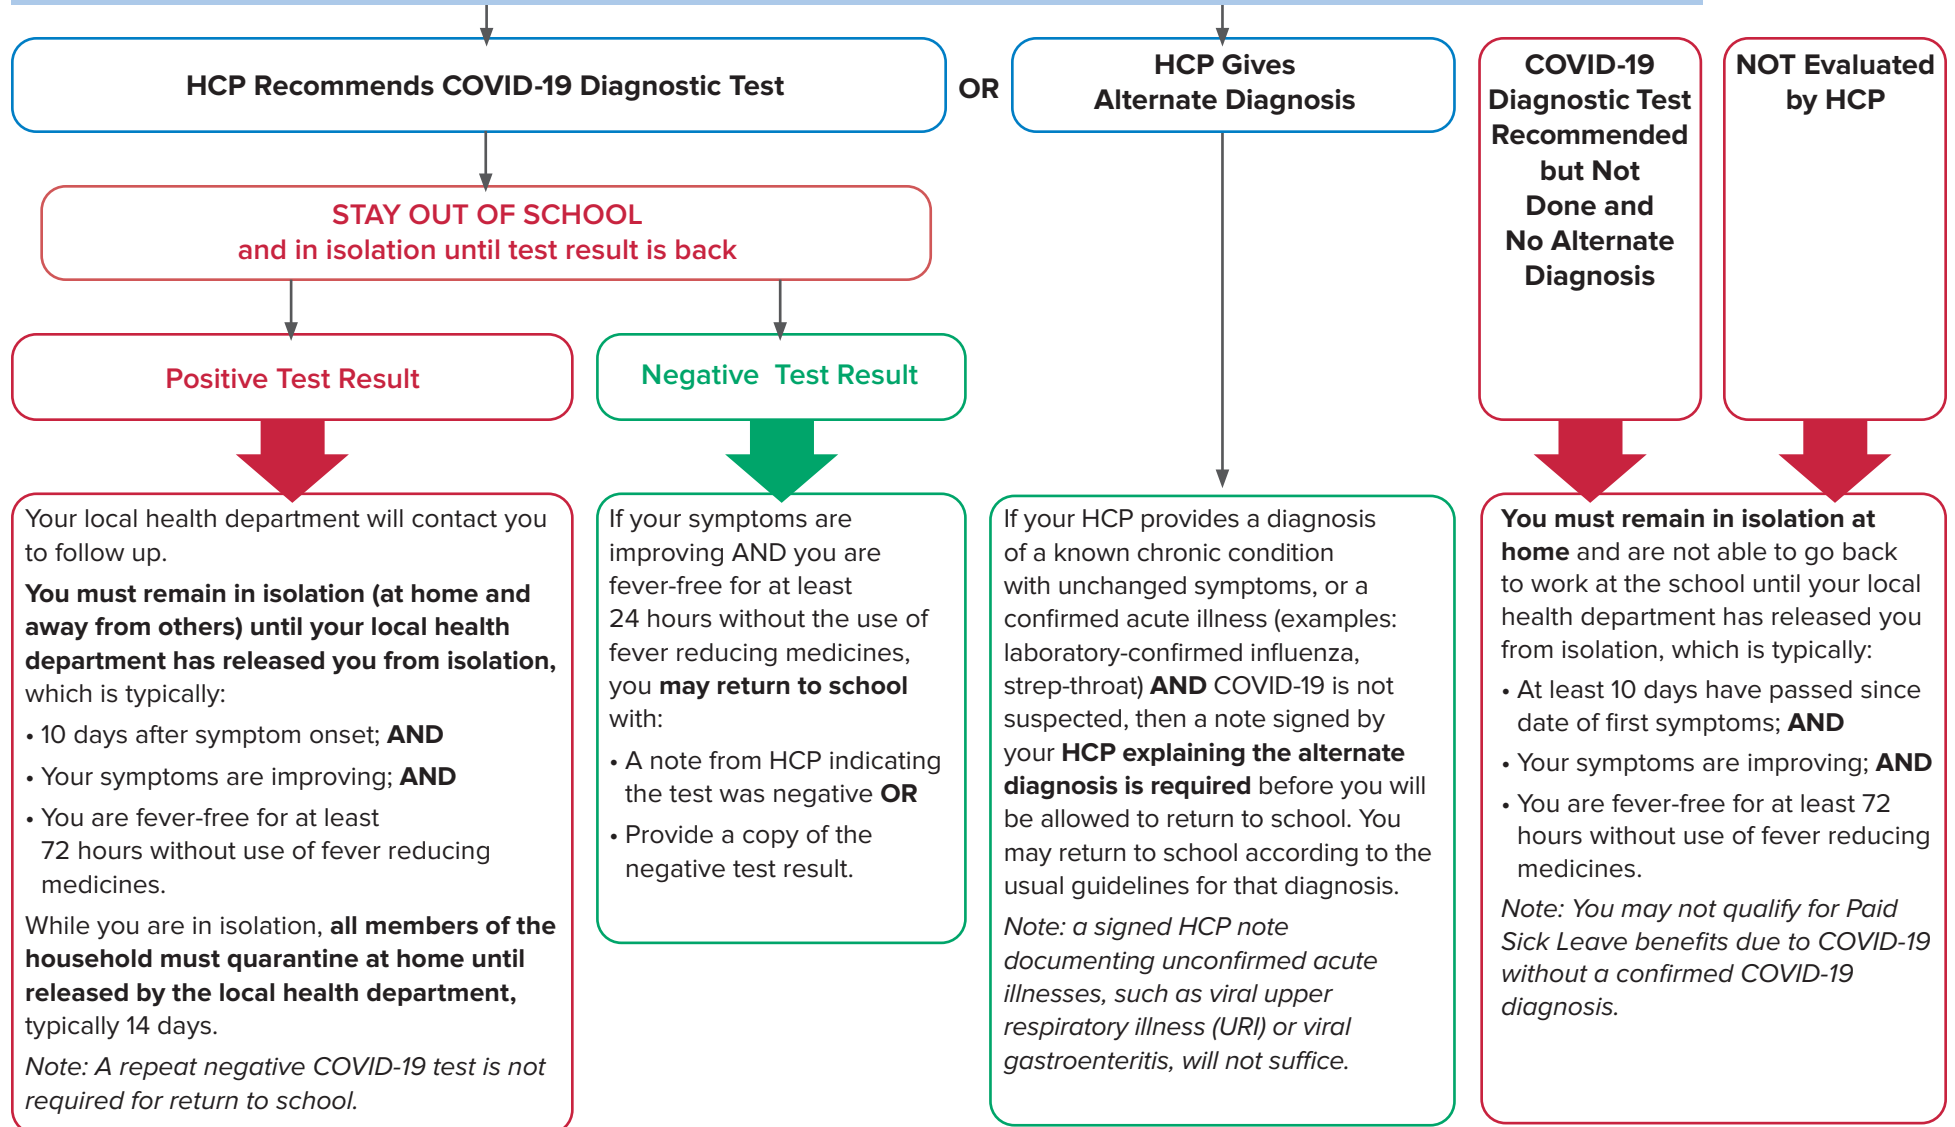 HCP Recommends COVID-19 Diagnostic Test
OR
HCP Gives
Alternate Diagnosis
COVID-19
Diagnostic Test
Recommended
but Not
Done and
No Alternate
Diagnosis
NOT Evaluated
by HCP
STAY OUT OF SCHOOL
and in isolation until test result is back
Positive Test Result
Negative Test Result
Your local health department will contact you
to follow up.
You must remain in isolation (at home and
away from others) until your local health
department has released you from isolation,
which is typically:
• 10 days after symptom onset; AND
• Your symptoms are improving; AND
• You are fever-free for at least
72 hours without use of fever reducing
medicines.
While you are in isolation, all members of the
household must quarantine at home until
released by the local health department,
typically 14 days.
Note: A repeat negative COVID-19 test is not
required for return to school.
If your symptoms are
improving AND you are
fever-free for at least
24 hours without the use of
fever reducing medicines,
you may return to school
with:
• A note from HCP indicating
the test was negative OR
• Provide a copy of the
negative test result.
If your HCP provides a diagnosis
of a known chronic condition
with unchanged symptoms, or a
confirmed acute illness (examples:
laboratory-confirmed influenza,
strep-throat) AND COVID-19 is not
suspected, then a note signed by
your HCP explaining the alternate
diagnosis is required before you will
be allowed to return to school. You
may return to school according to the
usual guidelines for that diagnosis.
Note: a signed HCP note
documenting unconfirmed acute
illnesses, such as viral upper
respiratory illness (URI) or viral
gastroenteritis, will not suffice.
You must remain in isolation at
home and are not able to go back
to work at the school until your local
health department has released you
from isolation, which is typically:
• At least 10 days have passed since
date of first symptoms; AND
• Your symptoms are improving; AND
• You are fever-free for at least 72
hours without use of fever reducing
medicines.
Note: You may not qualify for Paid
Sick Leave benefits due to COVID-19
without a confirmed COVID-19
diagnosis.